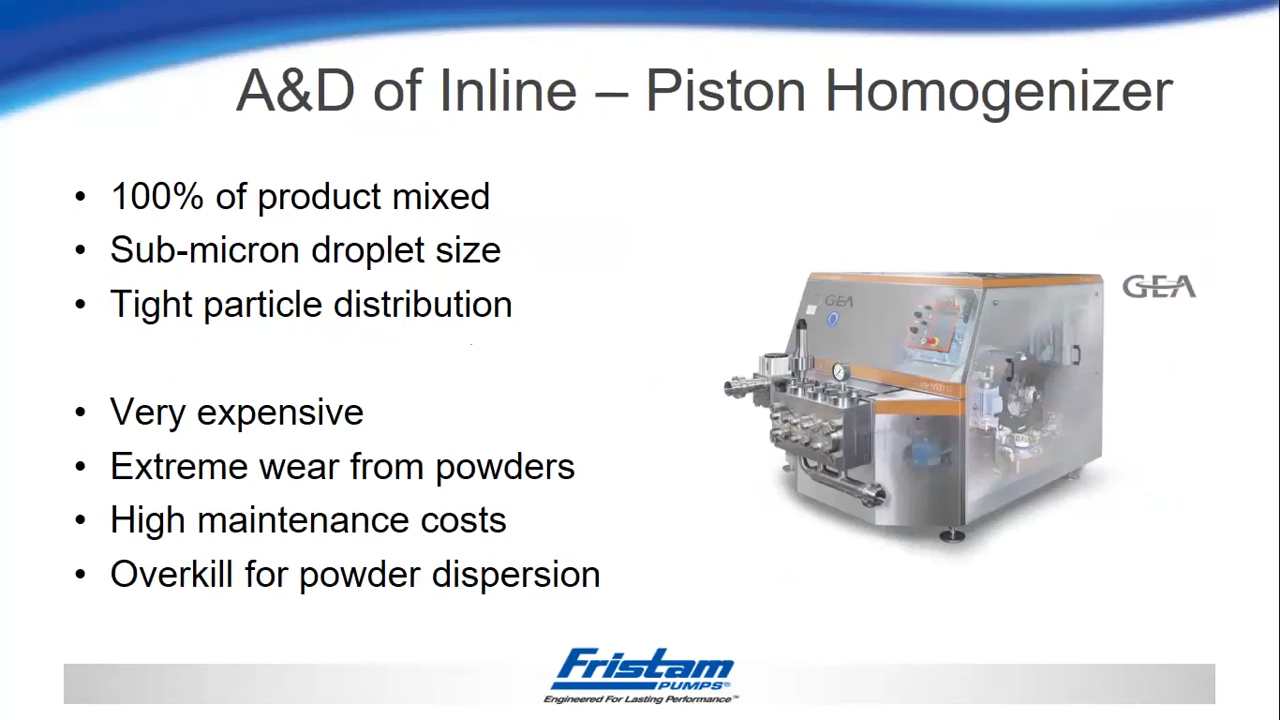 A&D of Inline – Piston Homogenizer
• 100% of product mixed
• Sub-micron droplet size
• Tight particle distribution
• Very expensive
• Extreme wear from powders
• High maintenance costs
• Overkill for powder dispersion
GEA
GEA
Fristam
PUMPS®
Engineered For Lasting Performance™